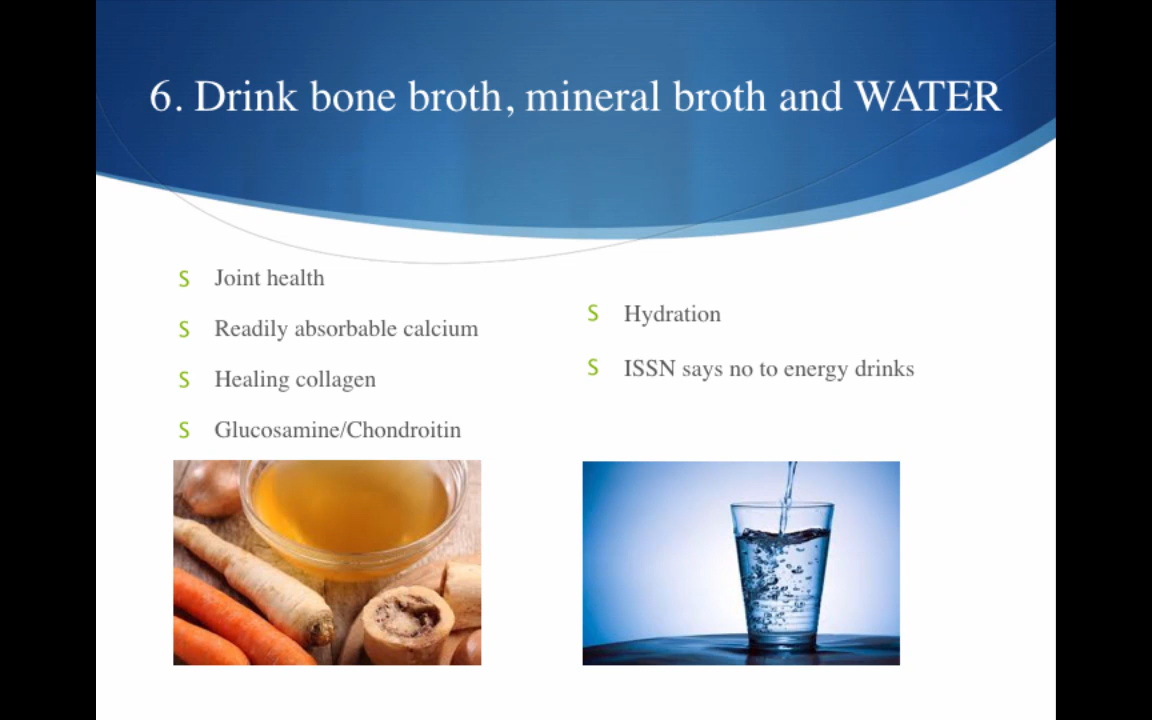 6. Drink bone broth, mineral broth and WATER
S Joint health
S Readily absorbable calcium
S Healing collagen
S Glucosamine/Chondroitin
S Hydration
S ISSN says no to energy drinks